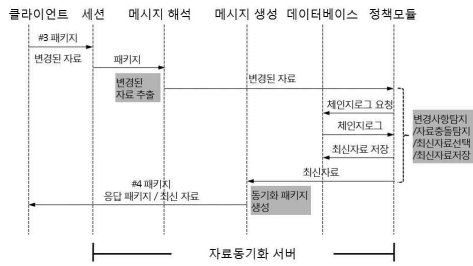 클라이언트 세션 메시지 해석 메시지 생성 데이터베이스 정책모듈
#3 패키지
변경된 자료
패키지
변경된
자료 추출
변경된 자료
체인지로그 요청
체인지로그
최신자료 저장
변경사항탐지
/자료충돌탐지
/최신자료선택
/최신자료저장
최신자료
#4 패키지
응답 패키지 / 최신 자료
동기화 패키지
생성
자료동기화 서버